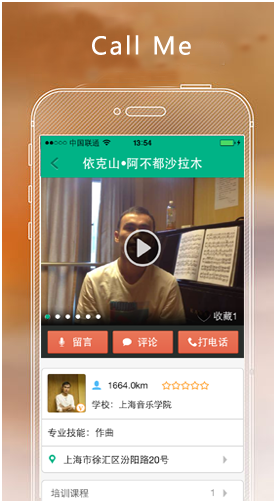 Call Me
中国联通 13:54
依克山•阿不都沙拉木
收藏1
留言 评论 打电话
1664.0km
学校：上海音乐学院
专业技能：作曲
上海市徐汇区汾阳路20号
培训课程 1